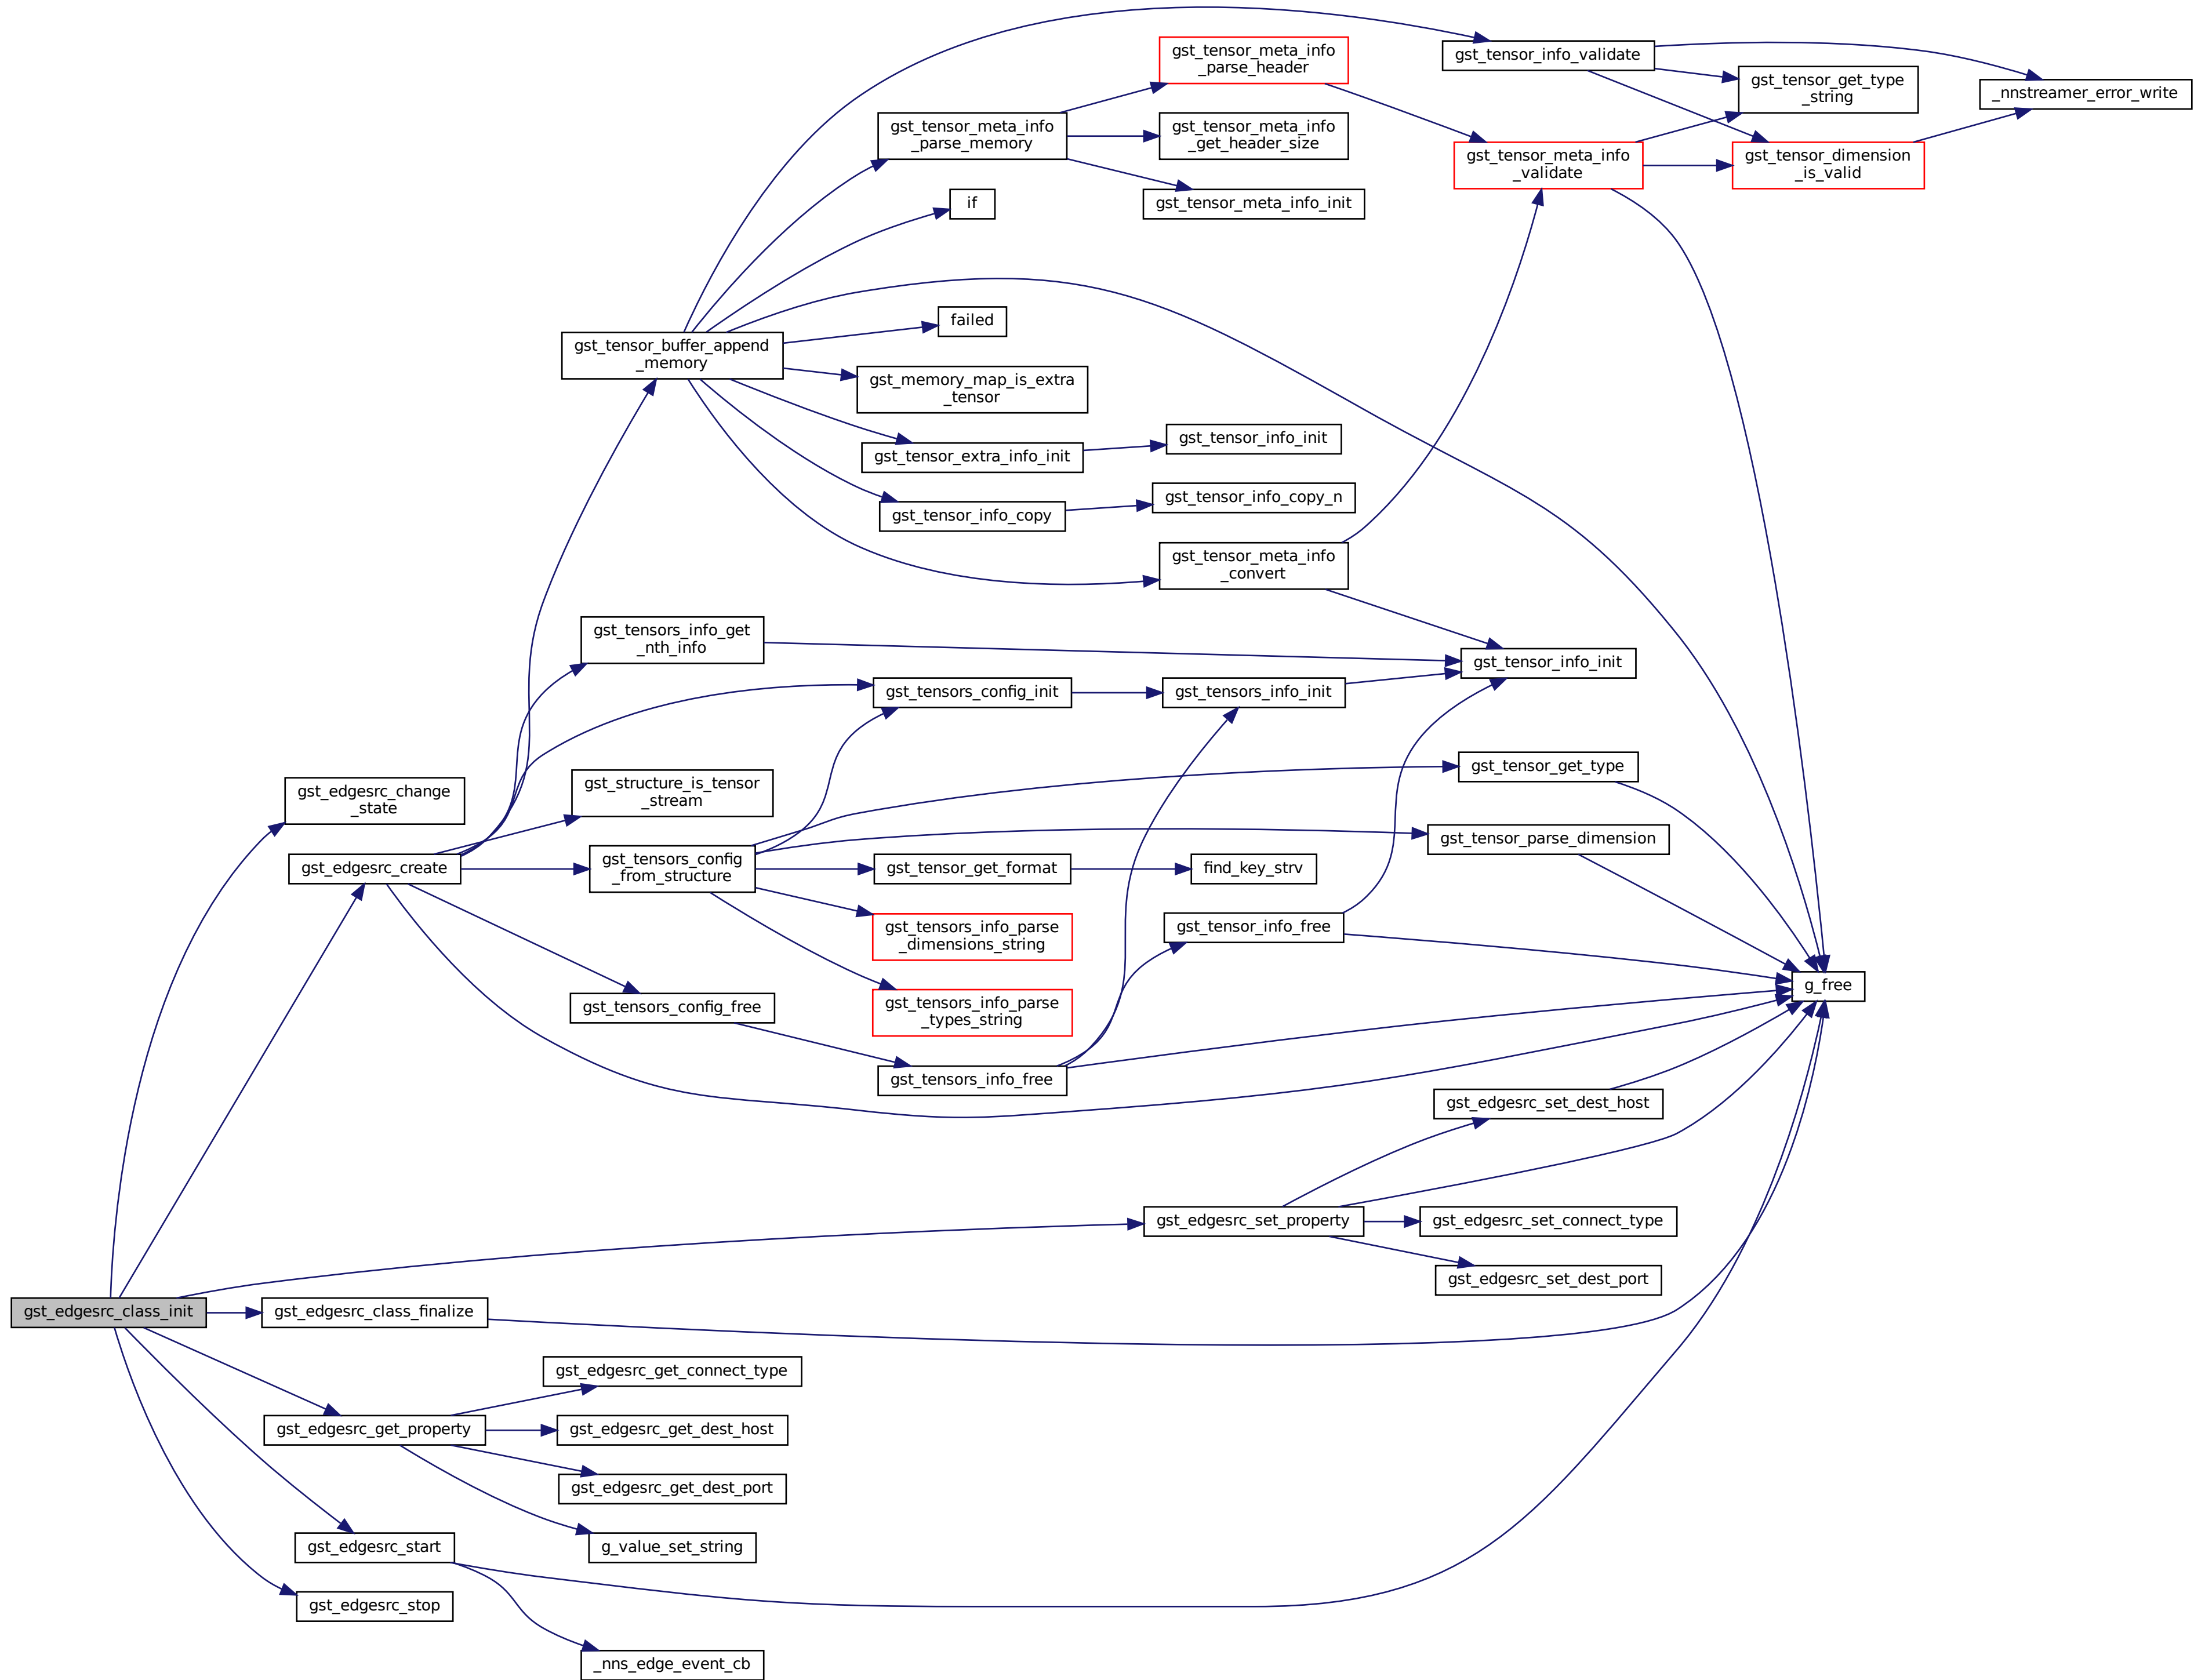 gst_tensor_meta_info
_parse_header
gst_tensor_info_validate
gst_tensor_get_type
_string
_nnstreamer_error_write
gst_tensor_meta_info
_parse_memory
gst_tensor_meta_info
_get_header_size
gst_tensor_meta_info
_validate
gst_tensor_dimension
_is_valid
if
gst_tensor_meta_info_init
failed
gst_tensor_buffer_append
_memory
gst_memory_map_is_extra
_tensor
gst_tensor_extra_info_init
gst_tensor_info_init
gst_tensor_info_copy
gst_tensor_info_copy_n
gst_tensor_meta_info
_convert
gst_tensors_info_get
_nth_info
gst_tensor_info_init
gst_tensors_config_init
gst_tensors_info_init
gst_edgesrc_change
_state
gst_structure_is_tensor
_stream
gst_tensor_get_type
gst_edgesrc_create
gst_tensors_config
_from_structure
gst_tensor_get_format
find_key_strv
gst_tensor_parse_dimension
gst_tensors_info_parse
_dimensions_string
gst_tensor_info_free
gst_tensors_config_free
gst_tensors_info_parse
_types_string
g_free
gst_tensors_info_free
gst_edgesrc_set_dest_host
gst_edgesrc_set_property
gst_edgesrc_set_connect_type
gst_edgesrc_set_dest_port
gst_edgesrc_class_init
gst_edgesrc_class_finalize
gst_edgesrc_get_connect_type
gst_edgesrc_get_property
gst_edgesrc_get_dest_host
gst_edgesrc_get_dest_port
gst_edgesrc_start
g_value_set_string
gst_edgesrc_stop
_nns_edge_event_cb